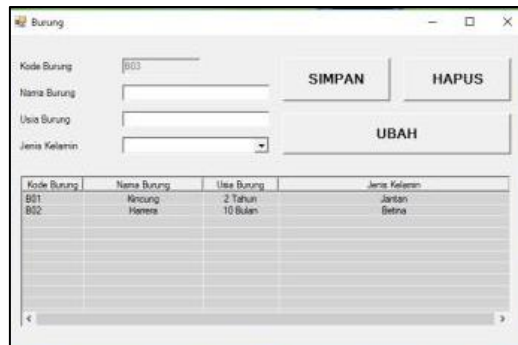 Burung
Kode Burung B03
Nama Burung
Usia Burung
Jenis Kelamin
SIMPAN HAPUS
UBAH
Kode Burung Nama Burung Usia Burung Jenis Kelamin
B01 Kincung 2 Tahun Jantan
B02 Harrera 10 Bulan Betina